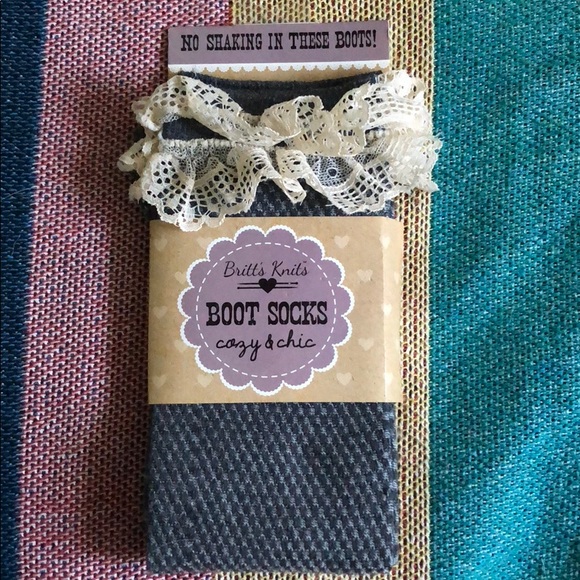 NO SHAKING IN THESE BOOTS!
Britt's Knits
BOOT SOCKS
cozy & chic